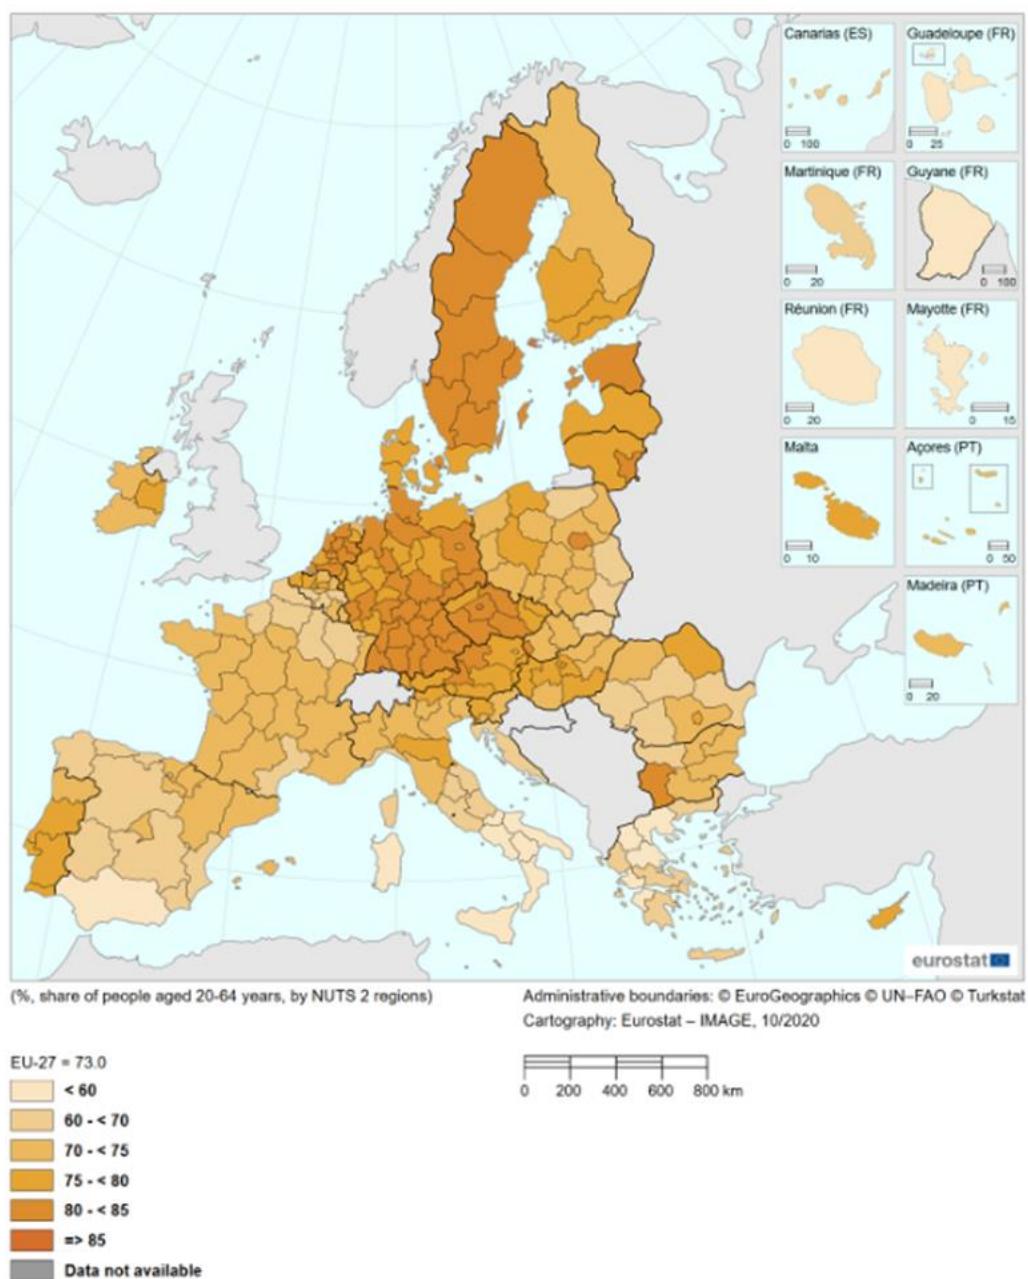 Canarias (ES)
0 100
Guadeloupe (FR)
0 25
Martinique (FR)
0 20
Guyane (FR)
0 100
Réunion (FR)
0 20
Mayotte (FR)
0 15
Malta
0 10
Açores (PT)
0 50
Madeira (PT)
0 20
eurostat
(%, share of people aged 20-64 years, by NUTS 2 regions)
Administrative boundaries: © EuroGeographics © UN–FAO © Turkstat
Cartography: Eurostat – IMAGE, 10/2020
EU-27 = 73.0
< 60
60 - < 70
70 - < 75
75 - < 80
80 - < 85
=> 85
Data not available
0 200 400 600 800 km